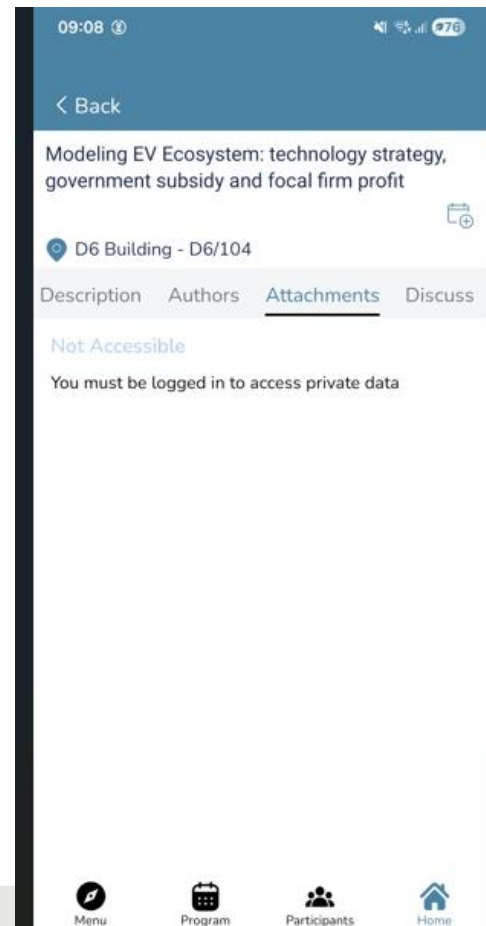 09:08
76
< Back
Modeling EV Ecosystem: technology strategy,
government subsidy and focal firm profit
D6 Building - D6/104
Description Authors Attachments Discuss
Not Accessible
You must be logged in to access private data
Menu Program Participants Home